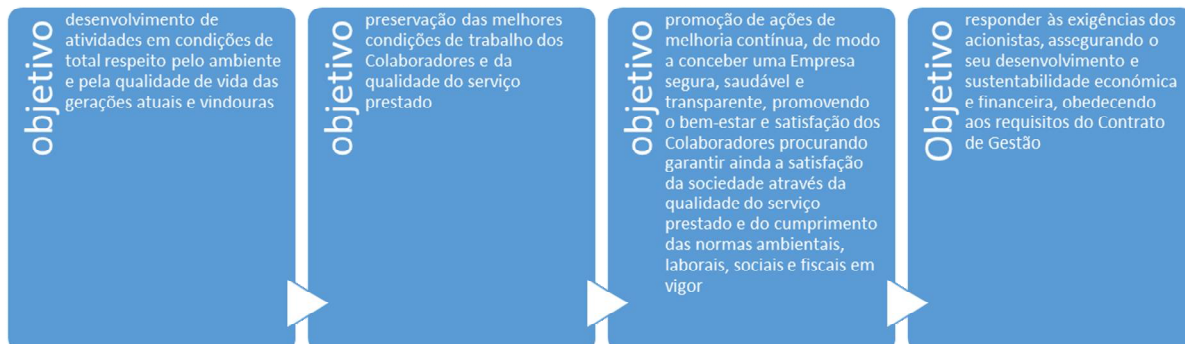 objetivo
desenvolvimento de
atividades em condições de
total respeito pelo ambiente
e pela qualidade de vida das
gerações atuais e vindouras
objetivo
preservação das melhores
condições de trabalho dos
Colaboradores e da
qualidade do serviço
prestado
objetivo
promoção de ações de
melhoria contínua, de modo
a conceber uma Empresa
segura, saudável e
transparente, promovendo
o bem-estar e satisfação dos
Colaboradores procurando
garantir ainda a satisfação
da sociedade através da
qualidade do serviço
prestado e do cumprimento
das normas ambientais,
laborais, sociais e fiscais em
vigor
Objetivo
responder às exigências dos
acionistas, assegurando o
seu desenvolvimento e
sustentabilidade económica
e financeira, obedecendo
aos requisitos do Contrato
de Gestão